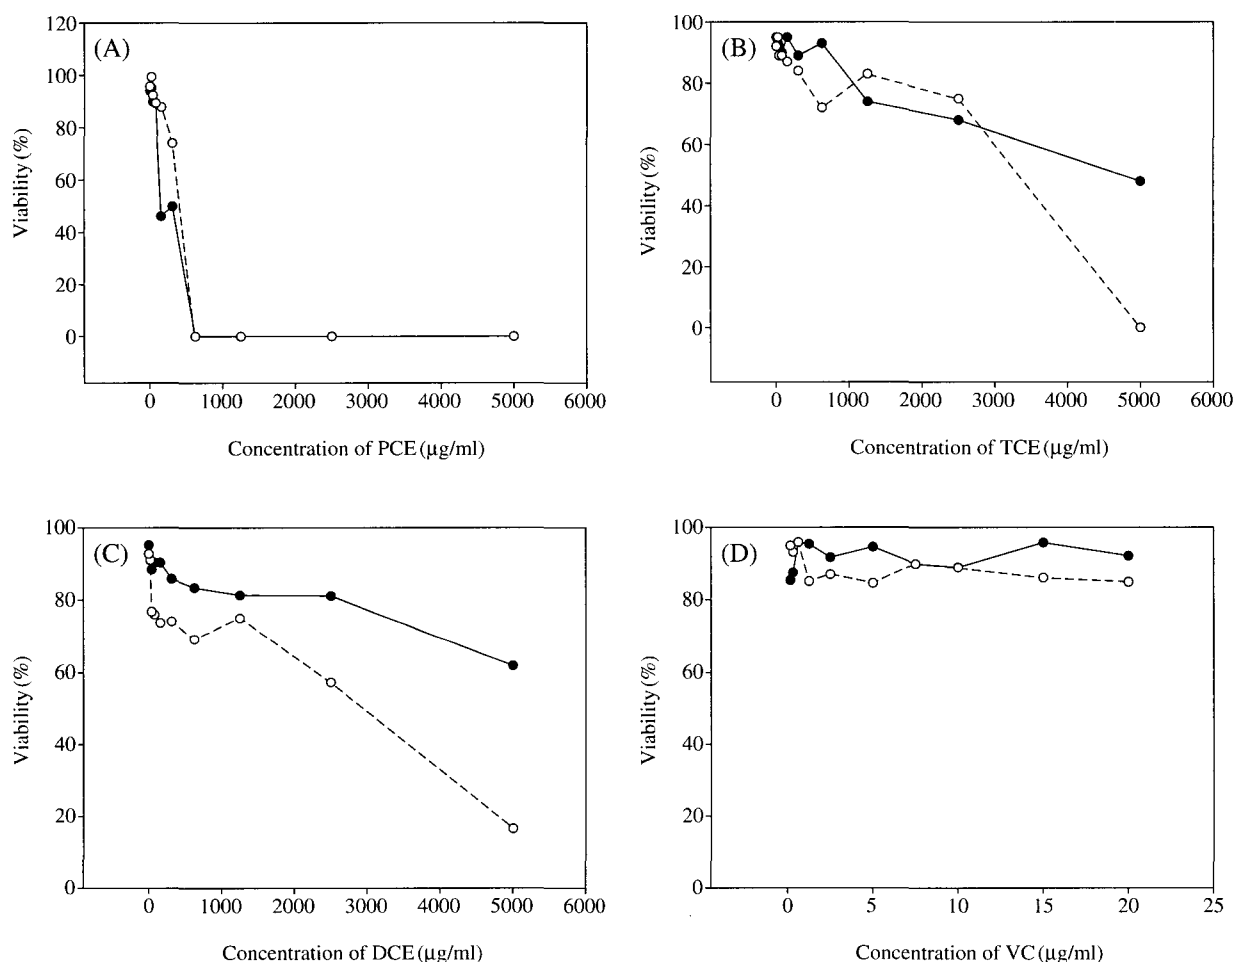 (A)
120
100
80
60
40
20
0
Viability (%)
0 1000 2000 3000 4000 5000 6000
Concentration of PCE (μg/ml)
(B)
100
80
60
40
20
0
Viability (%)
0 1000 2000 3000 4000 5000 6000
Concentration of TCE (μg/ml)
(C)
100
80
60
40
20
0
Viability (%)
0 1000 2000 3000 4000 5000 6000
Concentration of DCE (μg/ml)
(D)
100
80
60
40
20
0
Viability (%)
0 5 10 15 20 25
Concentration of VC (μg/ml)